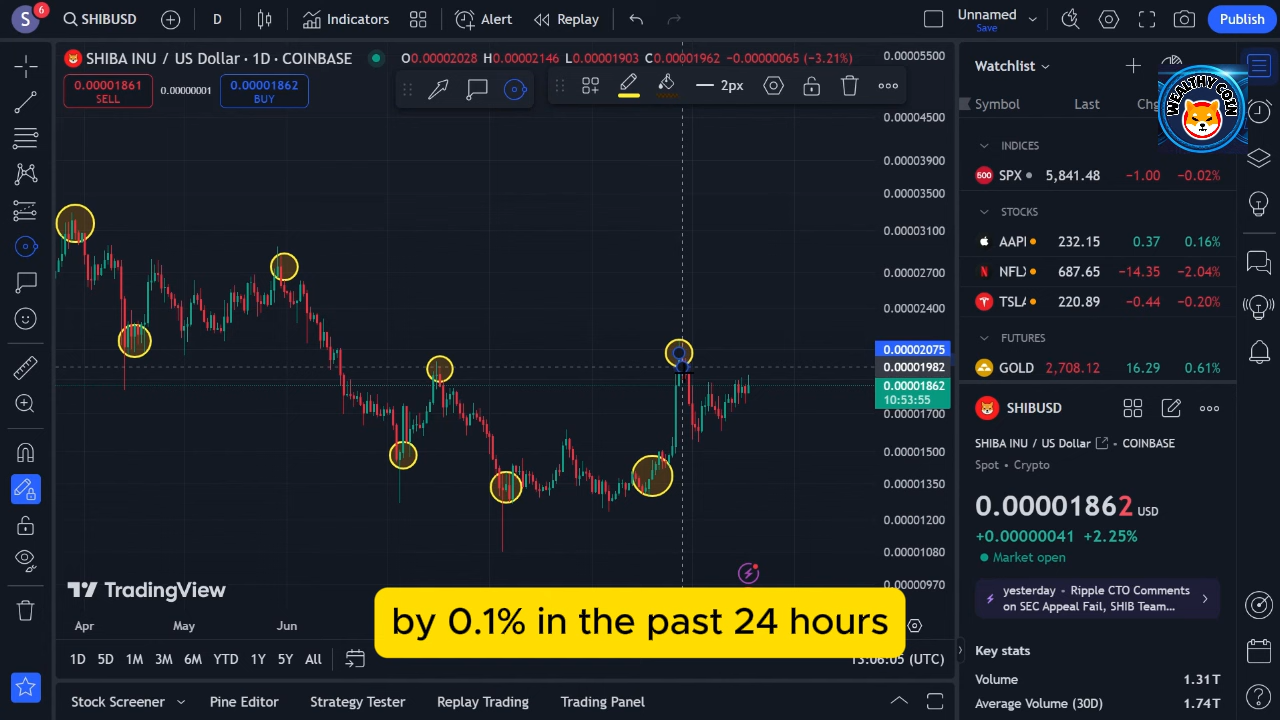 S
6
SHIBUSD
D
Indicators
Alert
Replay
Unnamed
Save
Publish
SHIBA INU / US Dollar · 1D · COINBASE
O0.00002028 H0.00002146 L0.00001903 C0.00001962 −0.00000065 (−3.21%)
0.00001861
SELL
0.00000001
0.00001862
BUY
2px
0.00005500
0.00004500
0.00003900
0.00003500
0.00003100
0.00002700
0.00002400
0.00002075
0.00001982
0.00001862
10:53:55
0.00001700
0.00001500
0.00001350
0.00001200
0.00001080
0.00000970
TradingView
Apr May Jun
by 0.1% in the past 24 hours
1D 5D 1M 3M 6M YTD 1Y 5Y All
13:06:05 (UTC)
Stock Screener Pine Editor Strategy Tester Replay Trading Trading Panel
Watchlist
WEALTHY COIN
Symbol Last Chg
INDICES
500 SPX 5,841.48 −1.00 −0.02%
STOCKS
AAPL 232.15 0.37 0.16%
NFLX 687.65 −14.35 −2.04%
TSLA 220.89 −0.44 −0.20%
FUTURES
GOLD 2,708.12 16.29 0.61%
SHIBUSD
SHIBA INU / US Dollar COINBASE
Spot • Crypto
0.00001862 USD
+0.00000041 +2.25%
Market open
yesterday • Ripple CTO Comments
on SEC Appeal Fail, SHIB Team...
Key stats
Volume 1.31T
Average Volume (30D) 1.74T